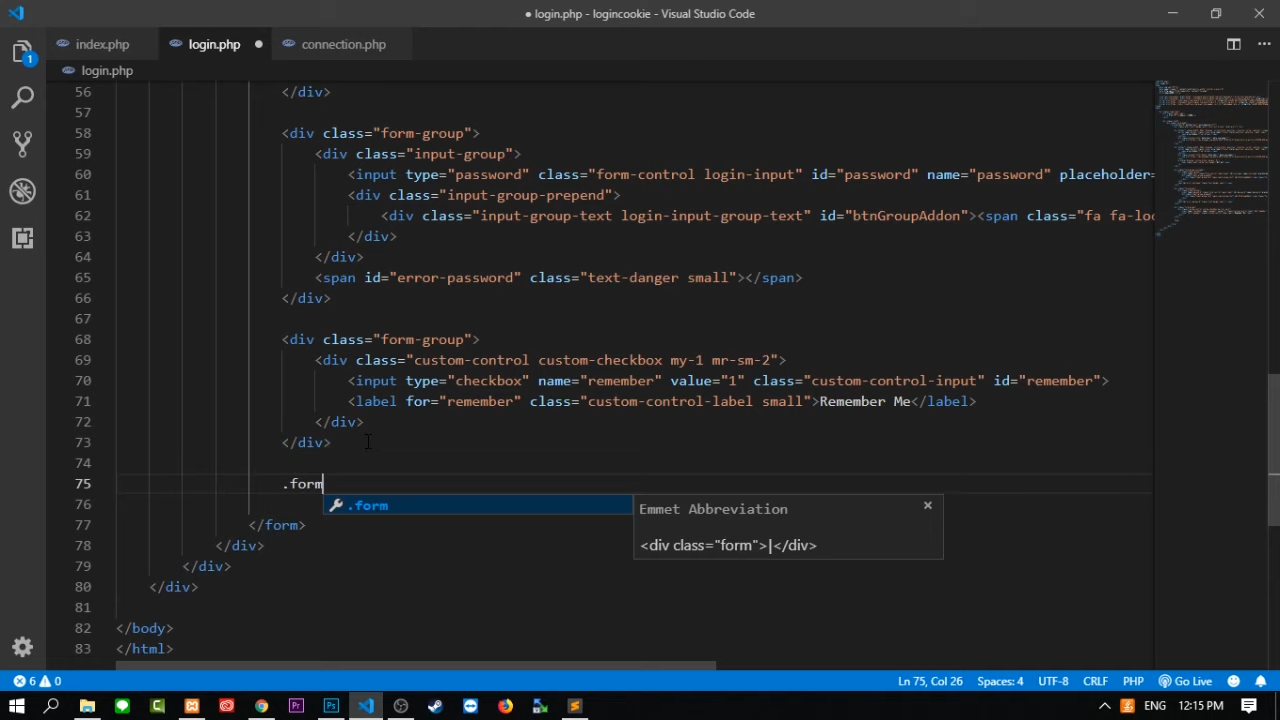 ● login.php - logincookie - Visual Studio Code
index.php
login.php
connection.php
login.php
56 </div>
57
58 <div class="form-group">
59 <div class="input-group">
60 <input type="password" class="form-control login-input" id="password" name="password" placeholder=
61 <div class="input-group-prepend">
62 <div class="input-group-text login-input-group-text" id="btnGroupAddon"><span class="fa fa-loc
63 </div>
64 </div>
65 <span id="error-password" class="text-danger small"></span>
66 </div>
67
68 <div class="form-group">
69 <div class="custom-control custom-checkbox my-1 mr-sm-2">
70 <input type="checkbox" name="remember" value="1" class="custom-control-input" id="remember">
71 <label for="remember" class="custom-control-label small">Remember Me</label>
72 </div>
73 </div>
74
75 .form
76 .form
Emmet Abbreviation
<div class="form">|</div>
77 </form>
78 </div>
79 </div>
80 </div>
81
82 </body>
83 </html>
1
6 0
Ln 75, Col 26
Spaces: 4
UTF-8
CRLF
PHP
Go Live
ENG
12:15 PM